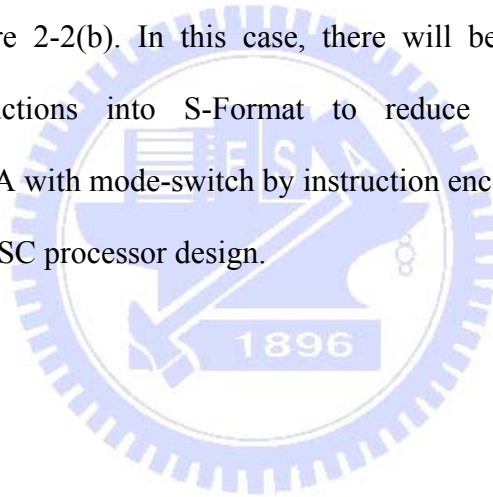 re 2-2(b). In this case, there will be
ctions into S-Format to reduce
A with mode-switch by instruction enc
SC processor design.
E S A
1896